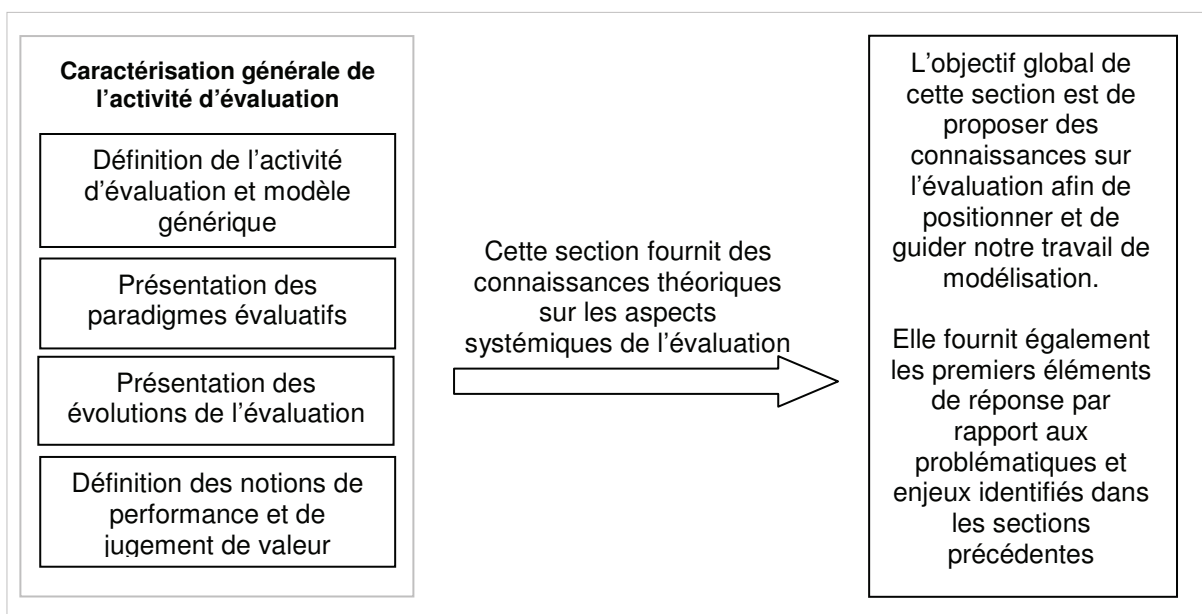 Caractérisation générale de
l’activité d’évaluation
Définition de l’activité
d’évaluation et modèle
générique
Présentation des
paradigmes évaluatifs
Présentation des
évolutions de l’évaluation
Définition des notions de
performance et de
jugement de valeur
Cette section fournit des
connaissances théoriques
sur les aspects
systémiques de l’évaluation
L’objectif global de
cette section est de
proposer des
connaissances sur
l’évaluation afin de
positionner et de
guider notre travail de
modélisation.
Elle fournit également
les premiers éléments
de réponse par
rapport aux
problématiques et
enjeux identifiés dans
les sections
précédentes